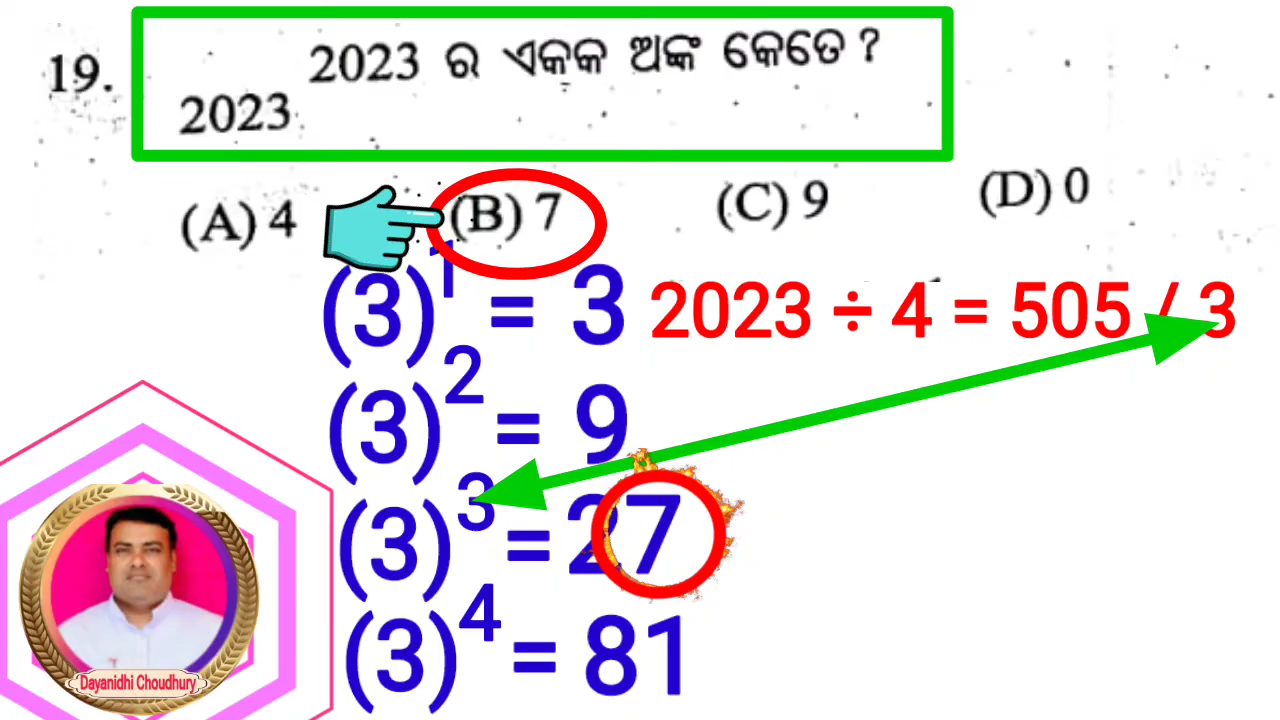 19. 2023 ର ଏକକ ଅଙ୍କ କେତେ ?
2023
(A) 4 (B) 7 (C) 9 (D) 0
(3)¹ = 3 2023 ÷ 4 = 505 / 3
(3)² = 9
(3)³ = 27
(3)⁴ = 81
Dayanidhi Choudhury